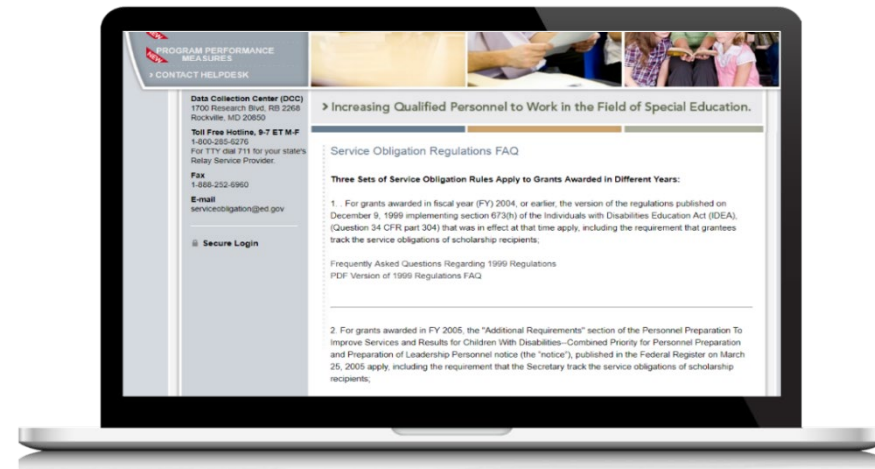 PROGRAM PERFORMANCE
MEASURES
› CONTACT HELPDESK
Data Collection Center (DCC)
1700 Research Blvd, RB 2268
Rockville, MD 20850
Toll Free Hotline, 9-7 ET M-F
1-800-285-6276
For TTY dial 711 for your state's
Relay Service Provider.
Fax
1-888-252-6960
E-mail
serviceobligation@ed.gov
Secure Login
› Increasing Qualified Personnel to Work in the Field of Special Education.
Service Obligation Regulations FAQ
Three Sets of Service Obligation Rules Apply to Grants Awarded in Different Years:
1. . For grants awarded in fiscal year (FY) 2004, or earlier, the version of the regulations published on
December 9, 1999 implementing section 673(h) of the Individuals with Disabilities Education Act (IDEA),
(Question 34 CFR part 304) that was in effect at that time apply, including the requirement that grantees
track the service obligations of scholarship recipients;
Frequently Asked Questions Regarding 1999 Regulations
PDF Version of 1999 Regulations FAQ
2. For grants awarded in FY 2005, the "Additional Requirements" section of the Personnel Preparation To
Improve Services and Results for Children With Disabilities--Combined Priority for Personnel Preparation
and Preparation of Leadership Personnel notice (the "notice"), published in the Federal Register on March
25, 2005 apply, including the requirement that the Secretary track the service obligations of scholarship
recipients;